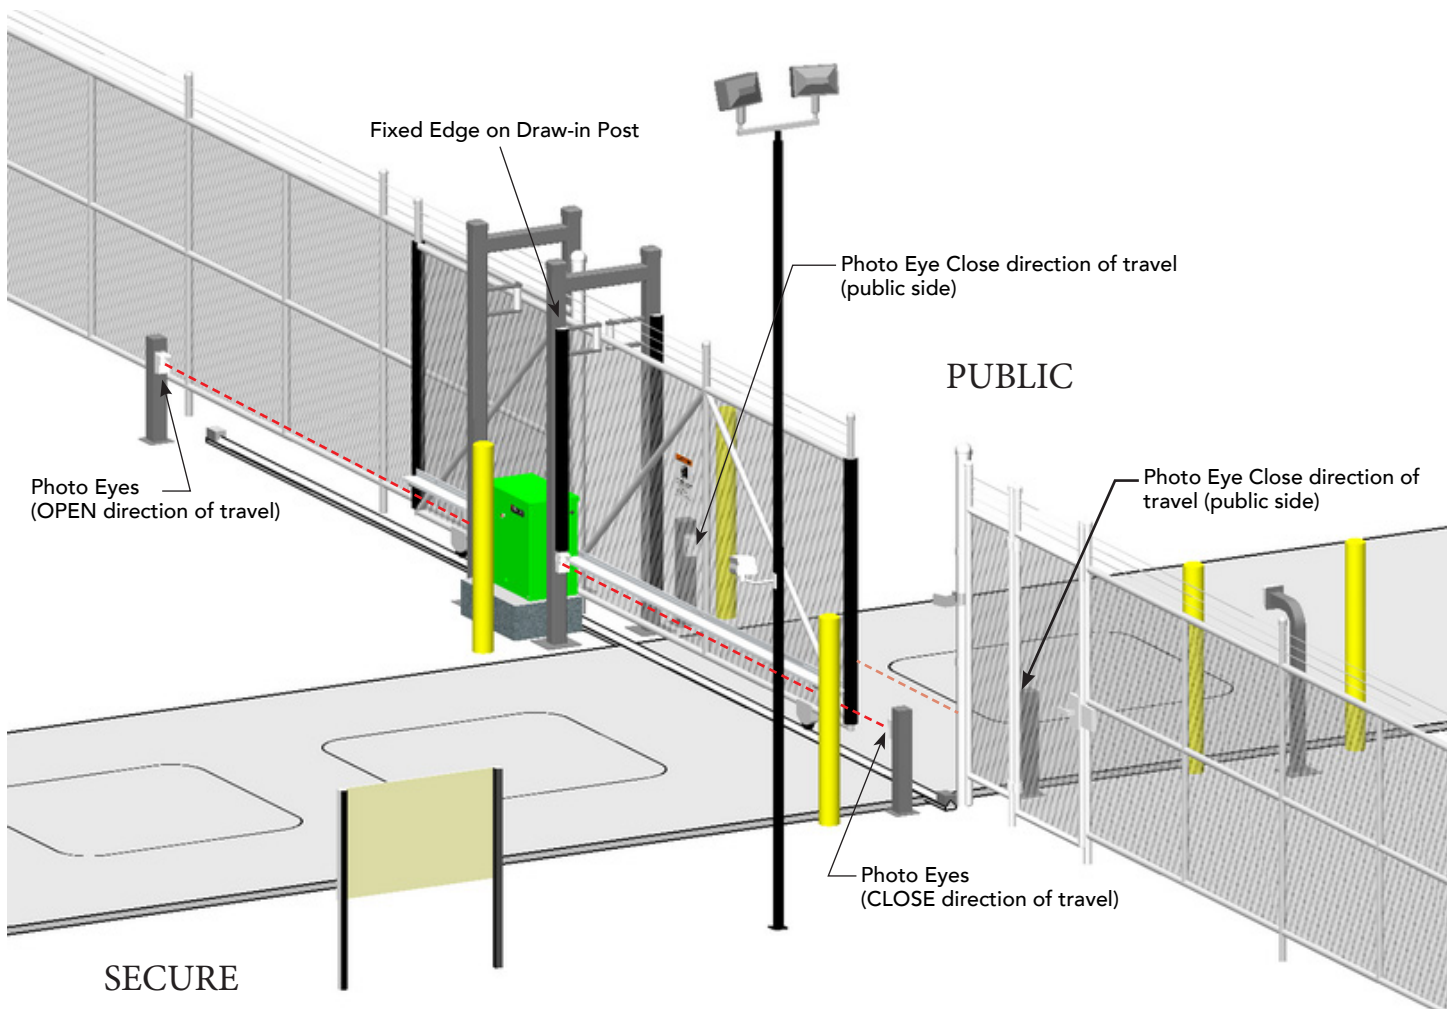 Fixed Edge on Draw-in Post
Photo Eye Close direction of travel
(public side)
PUBLIC
Photo Eyes
(OPEN direction of travel)
Photo Eye Close direction of
travel (public side)
Photo Eyes
(CLOSE direction of travel)
SECURE